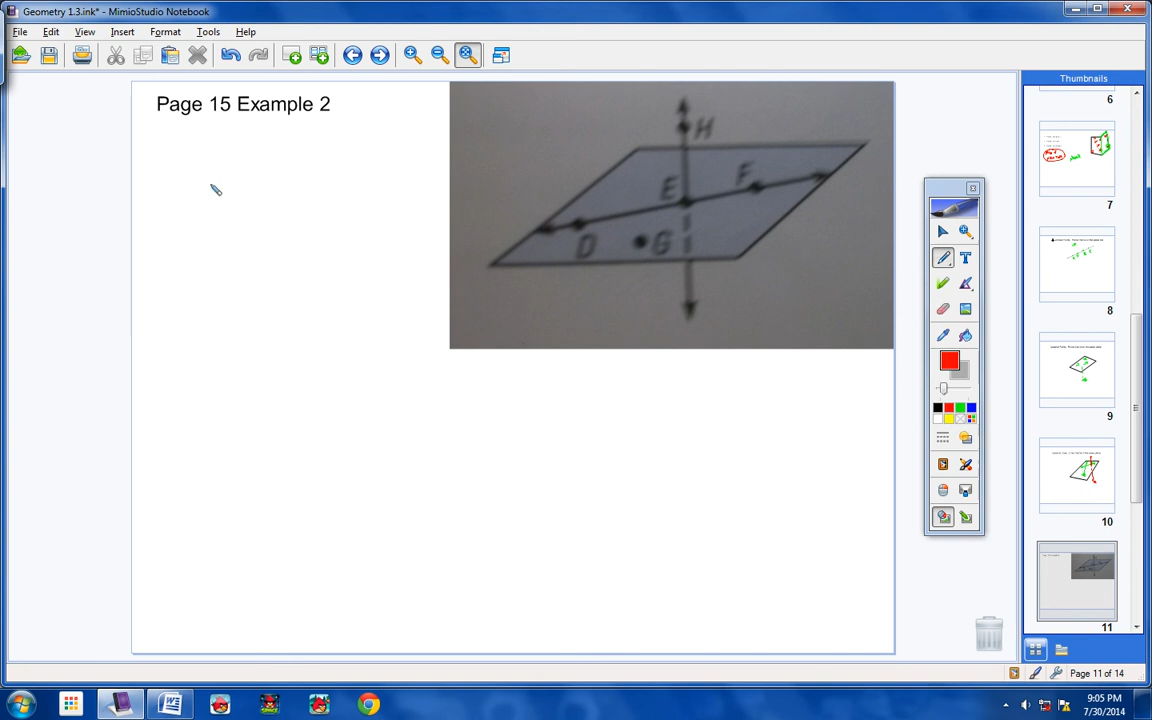 Geometry 1.3.ink* - MimioStudio Notebook
File Edit View Insert Format Tools Help
Page 15 Example 2
H
E
F
D
G
Thumbnails
6
7
8
9
10
11
Page 11 of 14
9:05 PM
7/30/2014